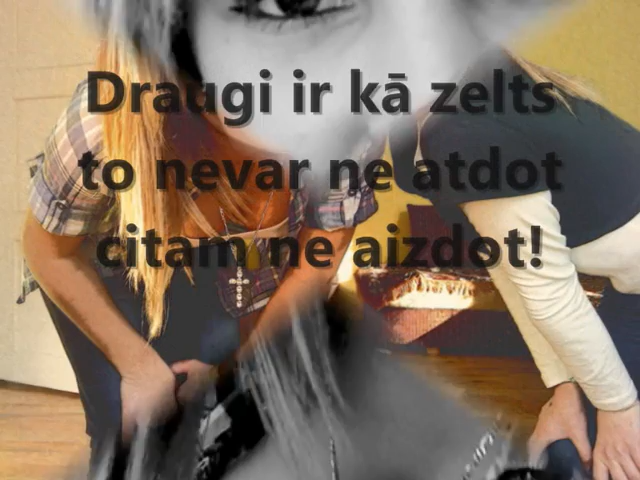 Draugi ir kā zelts
to nevar ne atdot
citam ne aizdot!